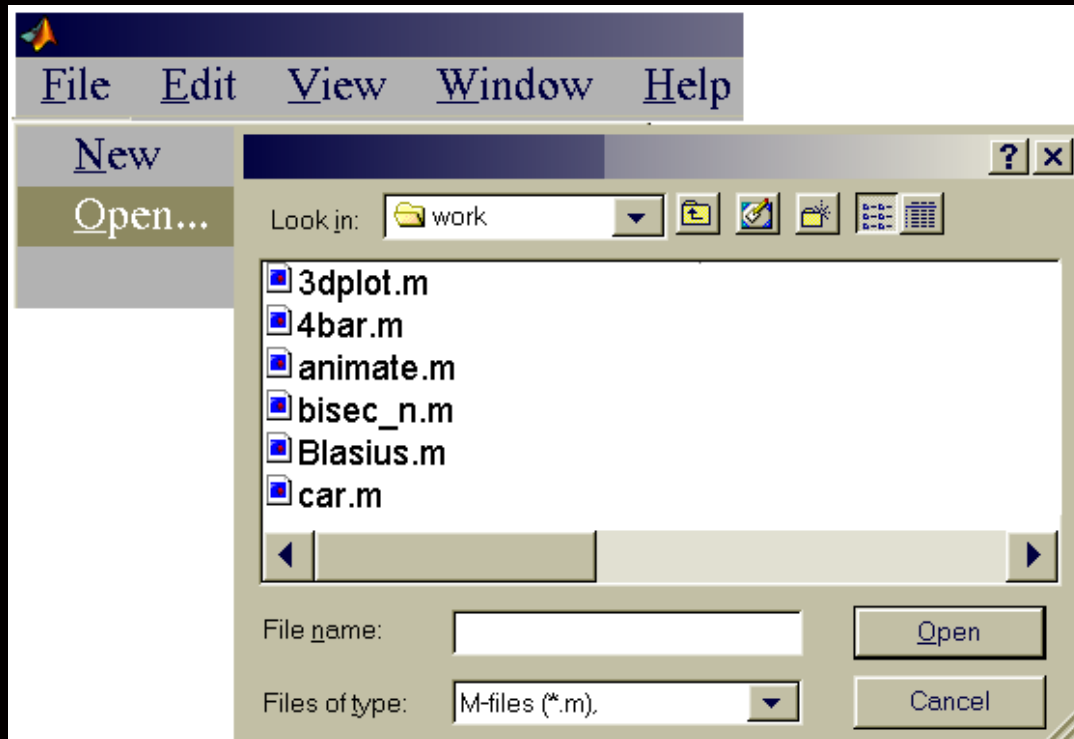 File Edit View Window Help
New
Open...
? ×
Look in: work
3dplot.m
4bar.m
animate.m
bisec_n.m
Blasius.m
car.m
File name:
Open
Files of type: M-files (*.m),
Cancel